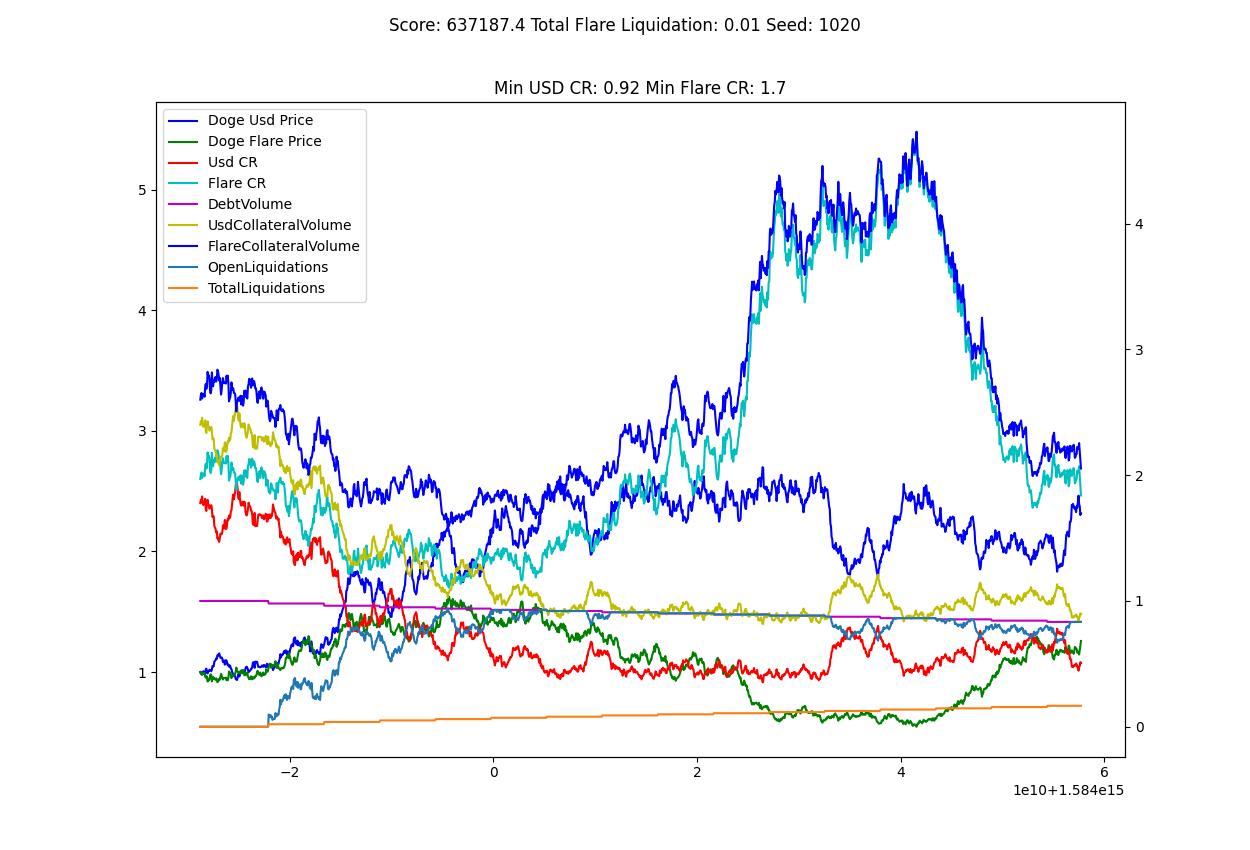 Score: 637187.4 Total Flare Liquidation: 0.01 Seed: 1020
Min USD CR: 0.92 Min Flare CR: 1.7
Doge Usd Price
Doge Flare Price
Usd CR
Flare CR
DebtVolume
UsdCollateralVolume
FlareCollateralVolume
OpenLiquidations
TotalLiquidations
5
4
3
2
1
4
3
2
1
0
−2
0
2
4
6
1e10+1.584e15